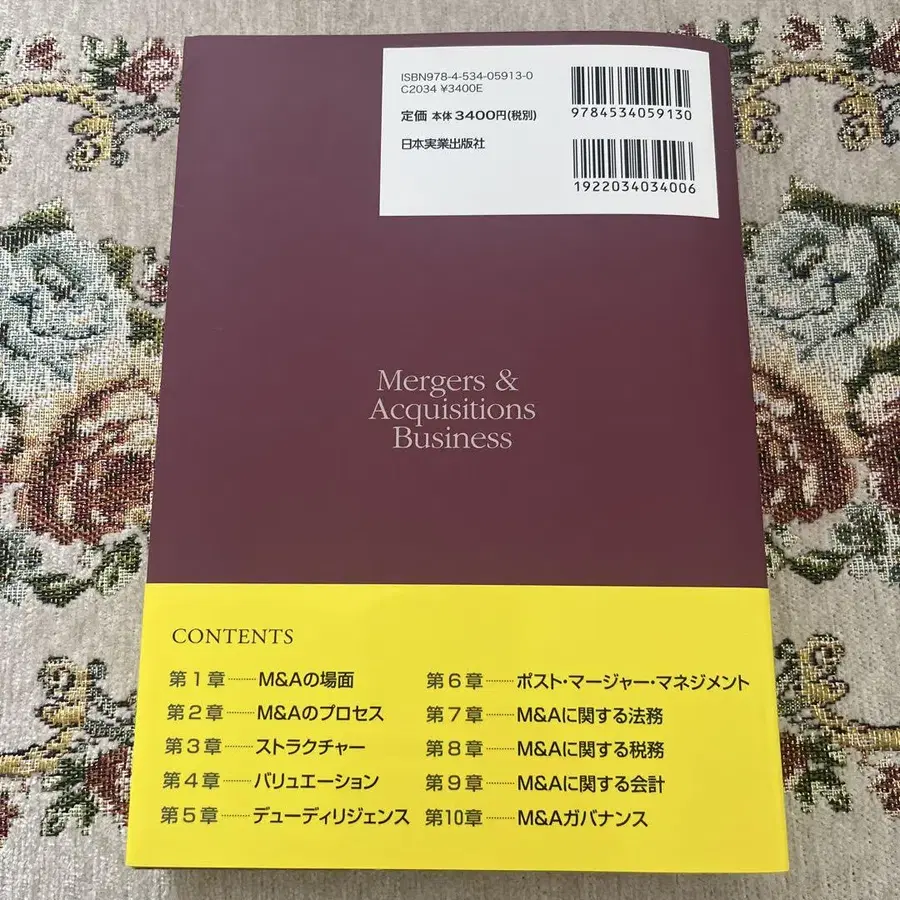 ISBN978-4-534-05913-0
C2034 ¥3400E
定価 本体3400円(税別)
日本実業出版社
9784534059130
1922034034006
Mergers &
Acquisitions
Business
CONTENTS
第1章………M&Aの場面
第2章………M&Aのプロセス
第3章………ストラクチャー
第4章………バリュエーション
第5章………デューディリジェンス
第6章………ポスト・マージャー・マネジメント
第7章………M&Aに関する法務
第8章………M&Aに関する税務
第9章………M&Aに関する会計
第10章………M&Aガバナンス